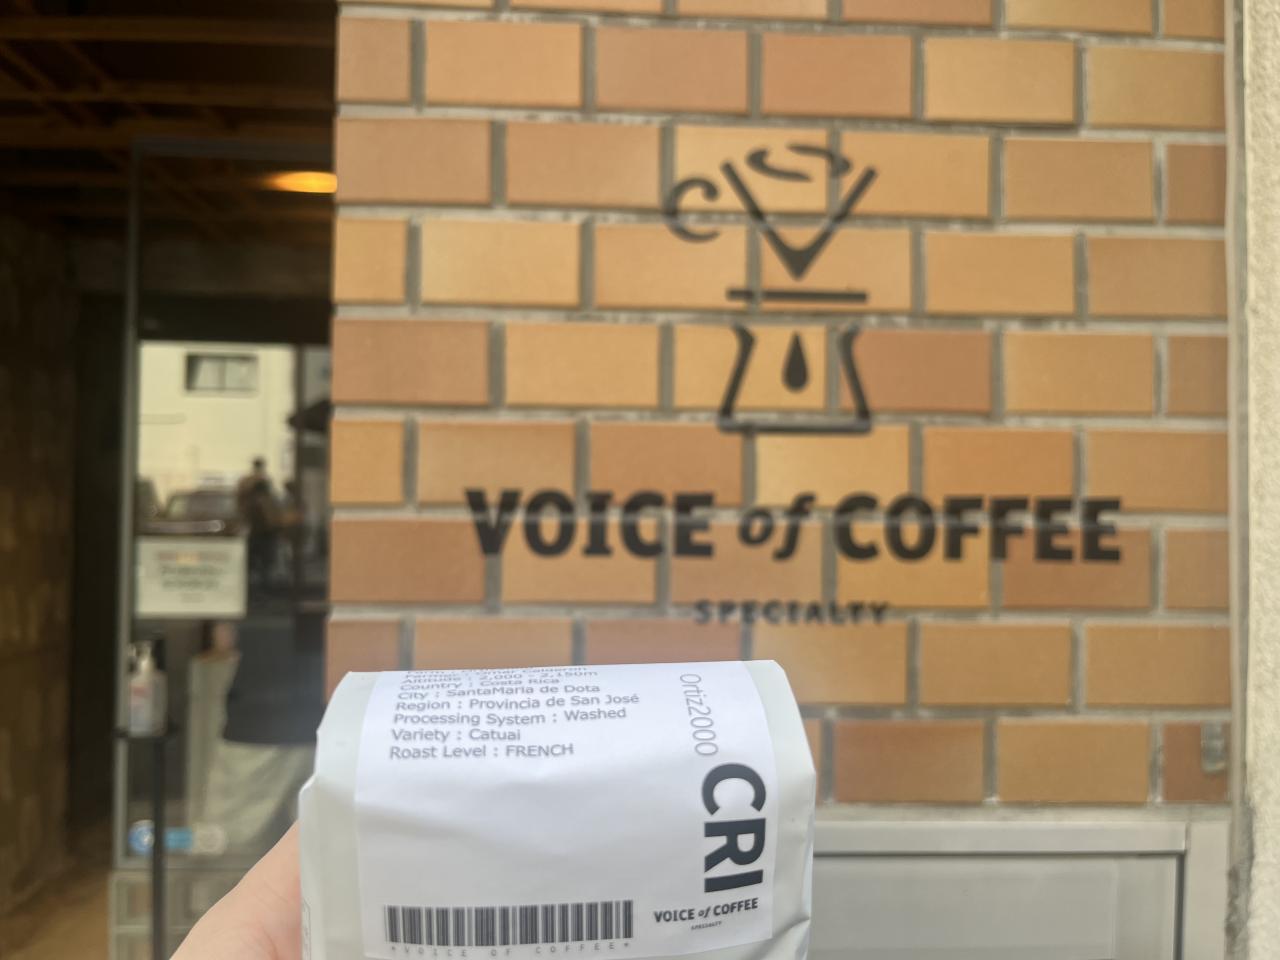 VOICE of COFFEE
SPECIALTY
Altitude : 2,000 - 2,150m
Country : Costa Rica
City : SantaMaria de Dota
Region : Provincia de San José
Processing System : Washed
Variety : Catuai
Roast Level : FRENCH
Ortiz2000
CRI
VOICE of COFFEE
SPECIALTY
*VOICE OF COFFEE*